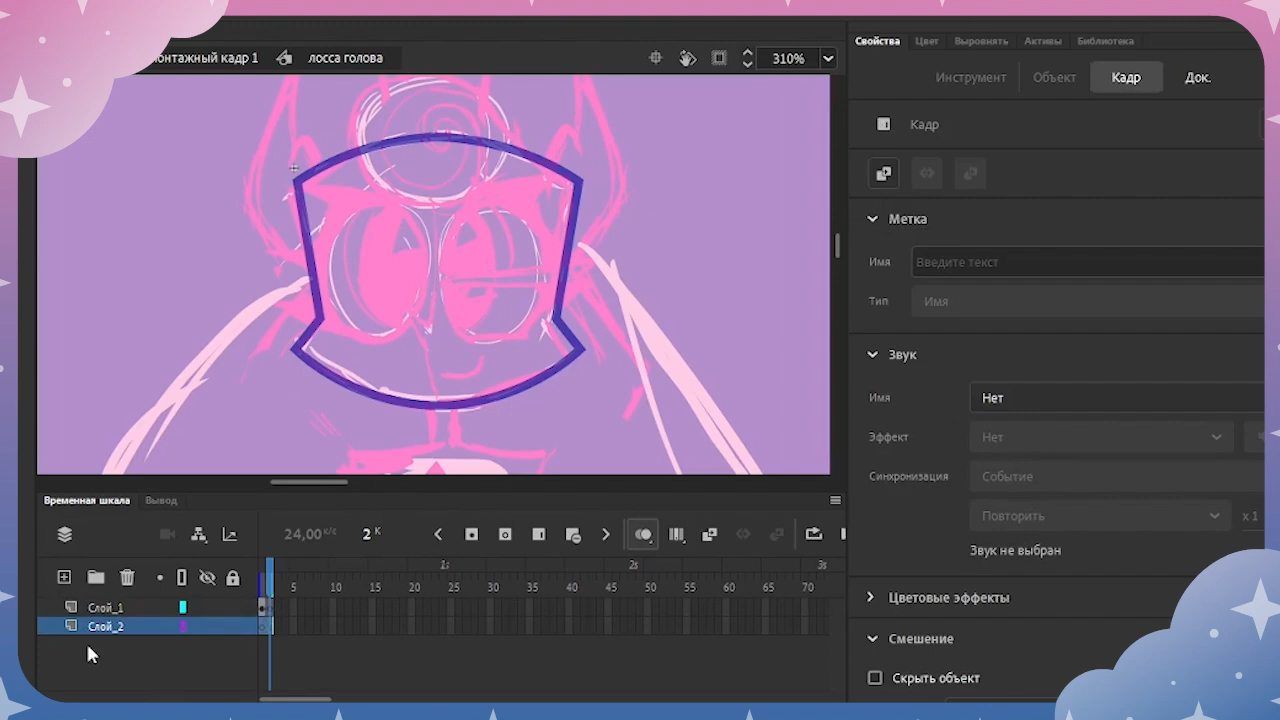 Свойства Цвет Выровнять Активы Библиотека
онтажный кадр 1 лосса голова 310%
Инструмент Объект Кадр Док.
Кадр
Метка
Имя Введите текст
Тип Имя
Звук
Имя Нет
Эффект Нет
Синхронизация Событие
Повторить x 1
Звук не выбран
Цветовые эффекты
Смешение
Скрыть объект
Временная шкала Вывод
24,00 к/с 2 К
1s 2s 3s
5 10 15 20 25 30 35 40 45 50 55 60 65 70
Слой_1
Слой_2